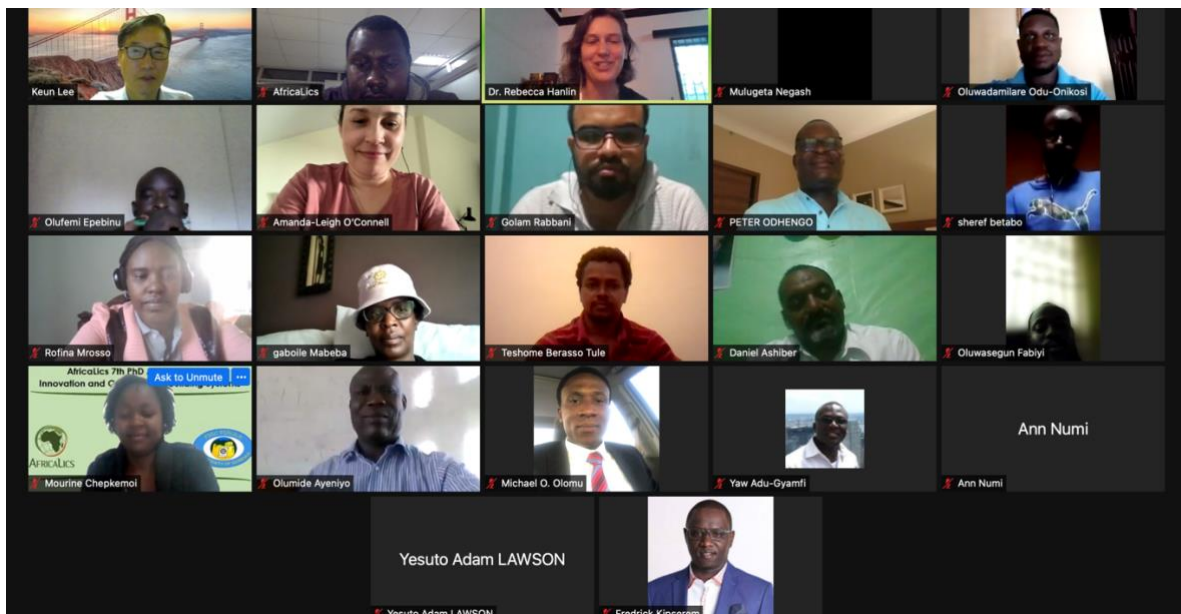 Keun Lee
AfricaLics
Dr. Rebecca Hanlin
Mulugeta Negash
Oluwadamilare Odu-Onikosi
Olufemi Epebinu
Amanda-Leigh O'Connell
Golam Rabbani
PETER ODHENGO
sheref betabo
Rofina Mrosso
gaboile Mabeba
Teshome Berasso Tule
Daniel Ashiber
Oluwasegun Fabiyi
AfricaLics 7th PhD
Innovation and
Ask to Unmute
AFRICALICS
Mourine Chepkemoi
Olumide Ayeniyo
Michael O. Olomu
Yaw Adu-Gyamfi
Ann Numi
Ann Numi
Yesuto Adam LAWSON
Yesuto Adam LAWSON
Fredrick Kipserem